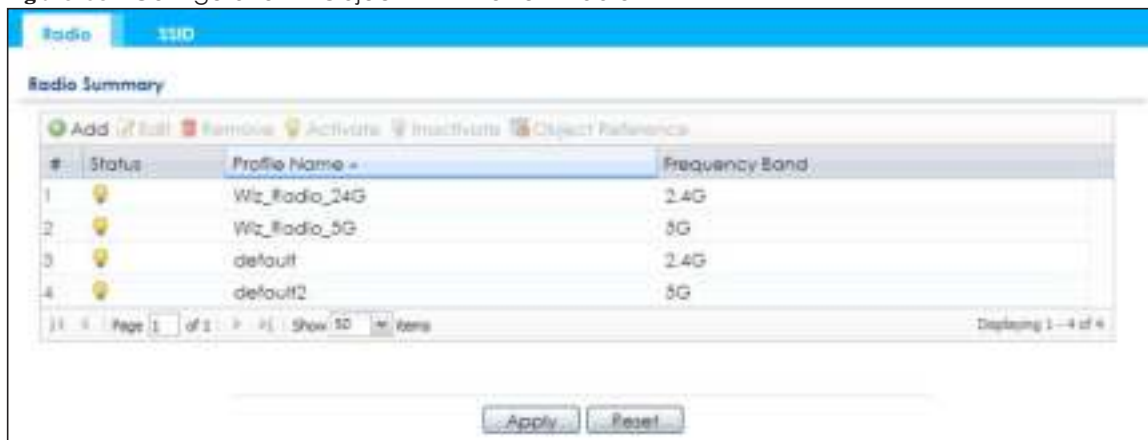 Radio SSID
Radio Summary
Add Edit Remove Activate Inactivate Object Reference
# Status Profile Name Frequency Band
1 Wiz_Radio_24G 2.4G
2 Wiz_Radio_5G 5G
3 default 2.4G
4 default2 5G
Page 1 of 1 Show 50 items Displaying 1 - 4 of 4
Apply Reset